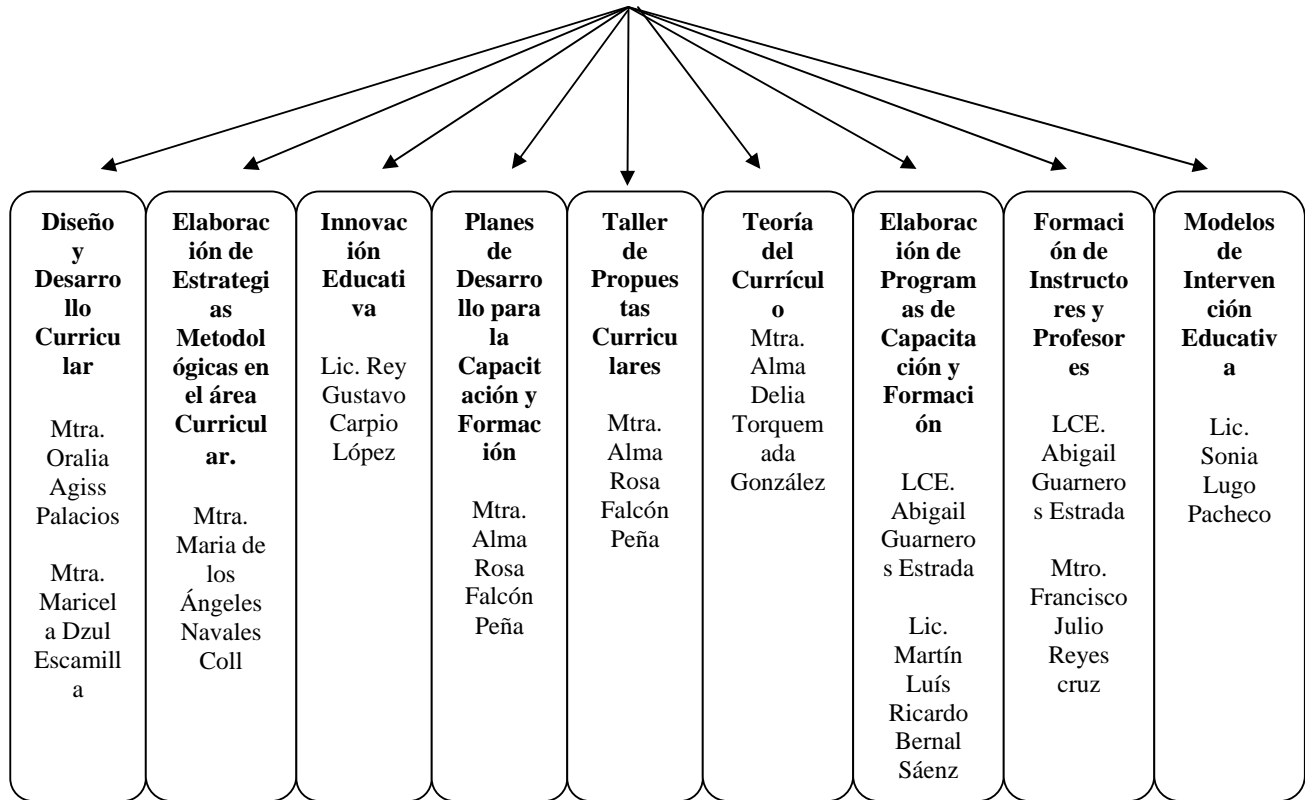 Diseño
y
Desarro
llo
Curricu
lar
Mtra.
Oralia
Agiss
Palacios
Mtra.
Maricel
a Dzul
Escamill
a
Elaborac
ión de
Estrategi
as
Metodol
ógicas en
el área
Curricul
ar.
Mtra.
Maria de
los
Ángeles
Navales
Coll
Innovac
ión
Educati
va
Lic. Rey
Gustavo
Carpio
López
Planes
de
Desarro
llo para
la
Capacit
ación y
Formac
ión
Mtra.
Alma
Rosa
Falcón
Peña
Taller
de
Propues
tas
Curricu
lares
Mtra.
Alma
Rosa
Falcón
Peña
Teoría
del
Currícul
o
Mtra.
Alma
Delia
Torquem
ada
González
Elaborac
ión de
Program
as de
Capacita
ción y
Formaci
ón
LCE.
Abigail
Guarnero
s Estrada
Lic.
Martín
Luís
Ricardo
Bernal
Sáenz
Formaci
ón de
Instructo
res y
Profesor
es
LCE.
Abigail
Guarnero
s Estrada
Mtro.
Francisco
Julio
Reyes
cruz
Modelos
de
Interven
ción
Educativ
a
Lic.
Sonia
Lugo
Pacheco